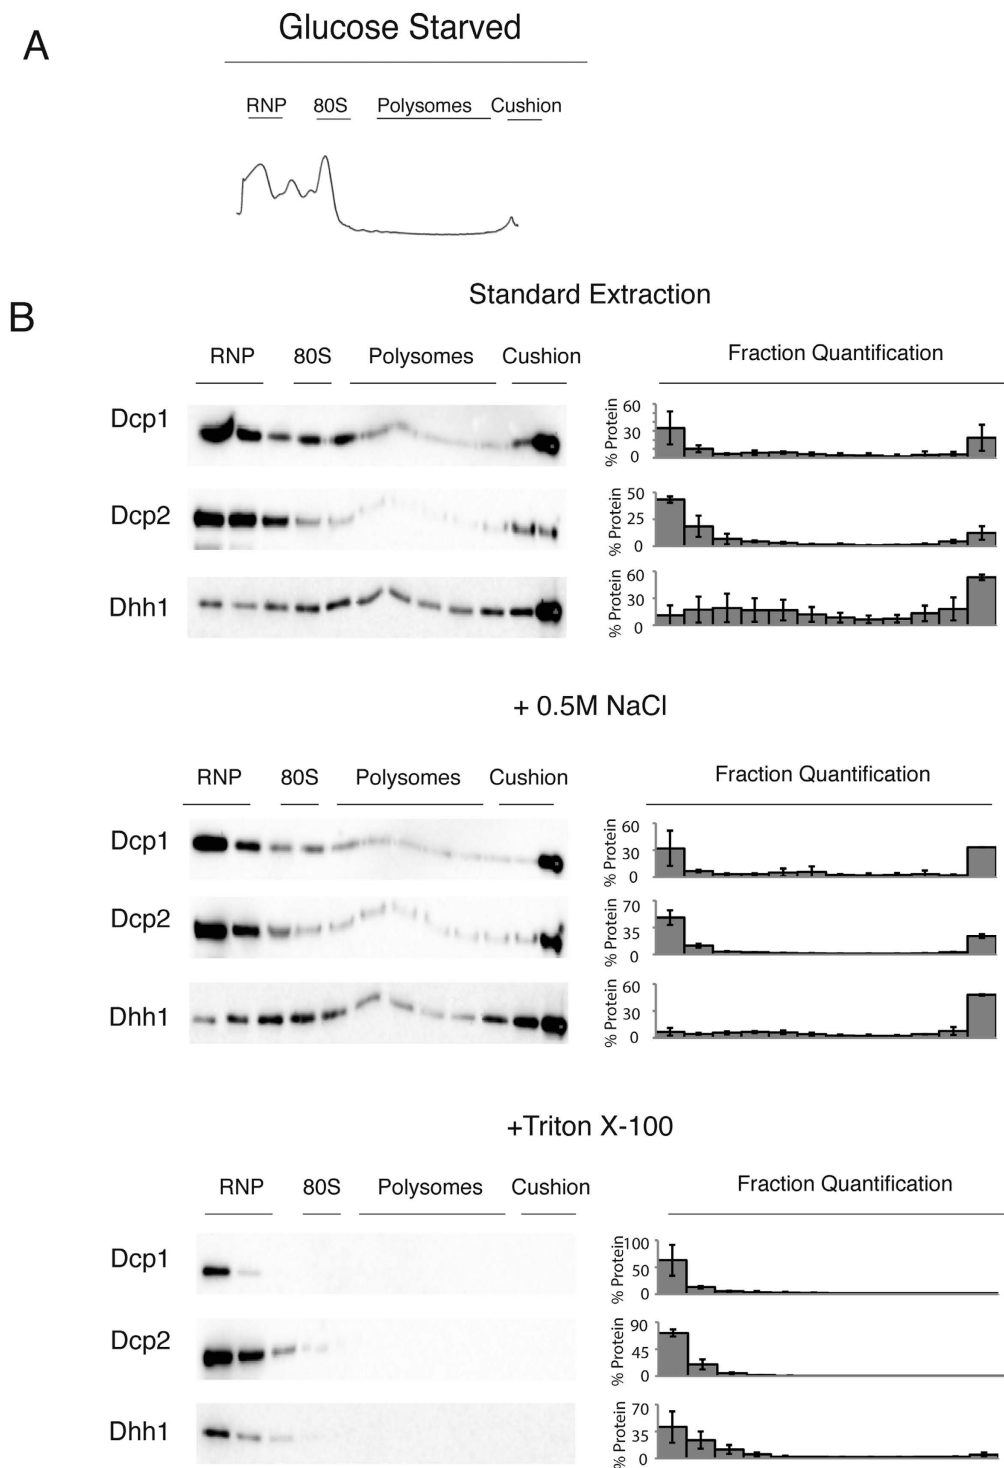 A
Glucose Starved
RNP 80S Polysomes Cushion
B
Standard Extraction
RNP 80S Polysomes Cushion Fraction Quantification
Dcp1
% Protein
60
30
0
Dcp2
% Protein
50
25
0
Dhh1
% Protein
60
30
0
+ 0.5M NaCl
RNP 80S Polysomes Cushion Fraction Quantification
Dcp1
% Protein
60
30
0
Dcp2
% Protein
70
35
0
Dhh1
% Protein
60
30
0
+Triton X-100
RNP 80S Polysomes Cushion Fraction Quantification
Dcp1
% Protein
100
50
0
Dcp2
% Protein
90
45
0
Dhh1
% Protein
70
35
0